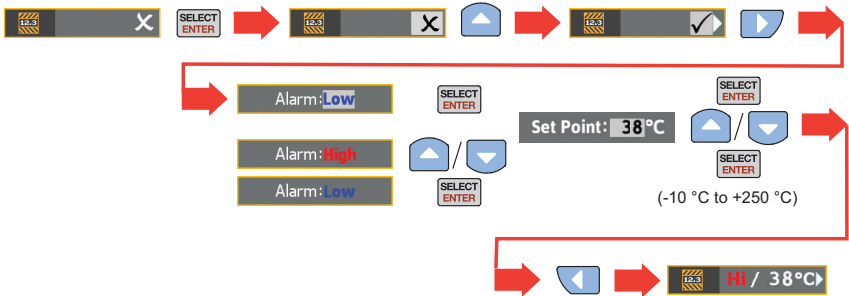 12.3 X
SELECT
ENTER
12.3 X
12.3 ✓
Alarm:Low
SELECT
ENTER
Alarm:High
/
SELECT
ENTER
Alarm:Low
Set Point: 38°C
SELECT
ENTER
/
SELECT
ENTER
(-10 °C to +250 °C)
12.3 Hi / 38°C